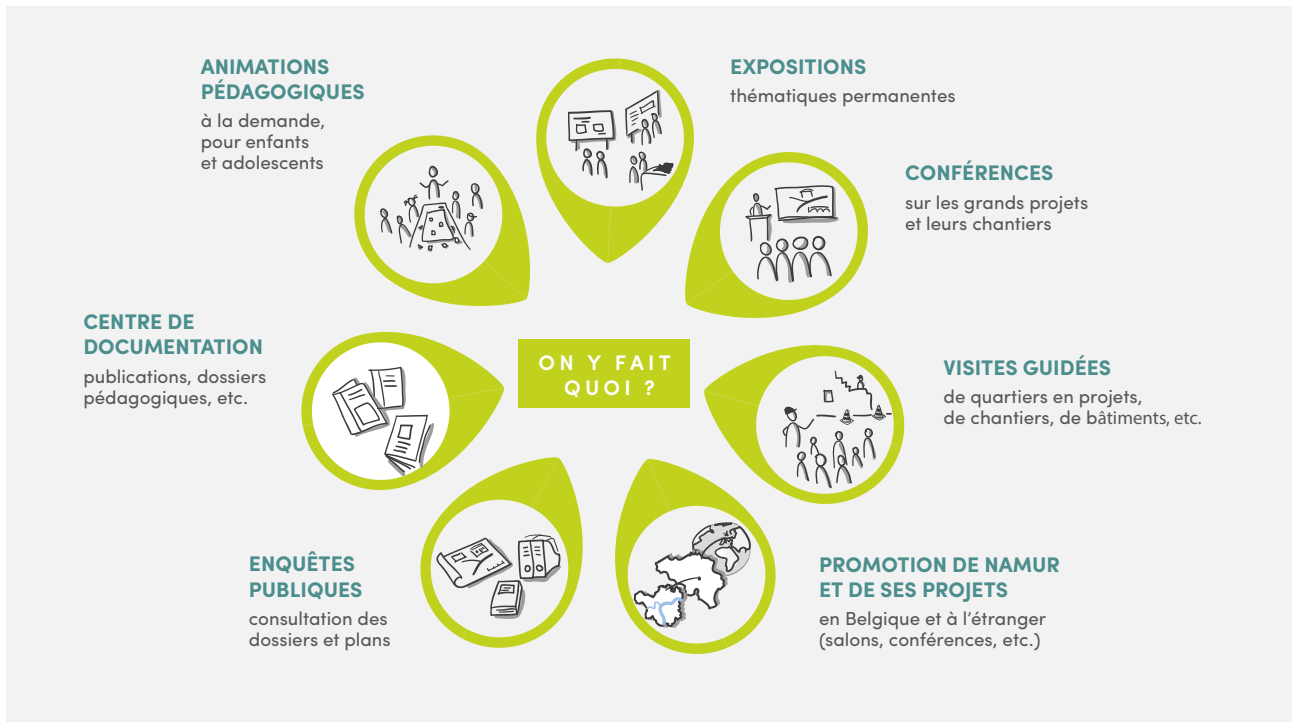 ANIMATIONS
PÉDAGOGIQUES
à la demande,
pour enfants
et adolescents
EXPOSITIONS
thématiques permanentes
CONFÉRENCES
sur les grands projets
et leurs chantiers
CENTRE DE
DOCUMENTATION
publications, dossiers
pédagogiques, etc.
ON Y FAIT
QUOI ?
VISITES GUIDÉES
de quartiers en projets,
de chantiers, de bâtiments, etc.
ENQUÊTES
PUBLIQUES
consultation des
dossiers et plans
PROMOTION DE NAMUR
ET DE SES PROJETS
en Belgique et à l'étranger
(salons, conférences, etc.)